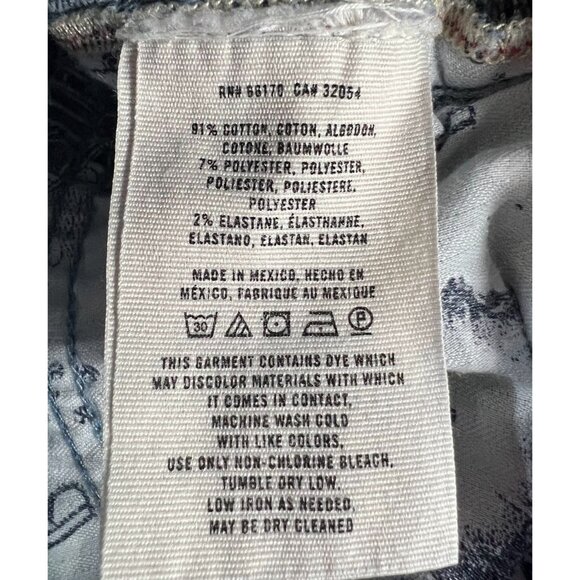 RN# 66170 CA# 32054
91% COTTON, COTON, ALGODON,
COTONE, BAUMWOLLE
7% POLYESTER, POLYESTER,
POLIESTER, POLIESTERE,
POLYESTER
2% ELASTANE, ÉLASTHANNE,
ELASTANO, ELASTAN, ELASTAN
MADE IN MEXICO, HECHO EN
MÉXICO, FABRIQUE AU MEXIQUE
30 P
THIS GARMENT CONTAINS DYE WHICH
MAY DISCOLOR MATERIALS WITH WHICH
IT COMES IN CONTACT,
MACHINE WASH COLD
WITH LIKE COLORS,
USE ONLY NON-CHLORINE BLEACH,
TUMBLE DRY LOW,
LOW IRON AS NEEDED,
MAY BE DRY CLEANED